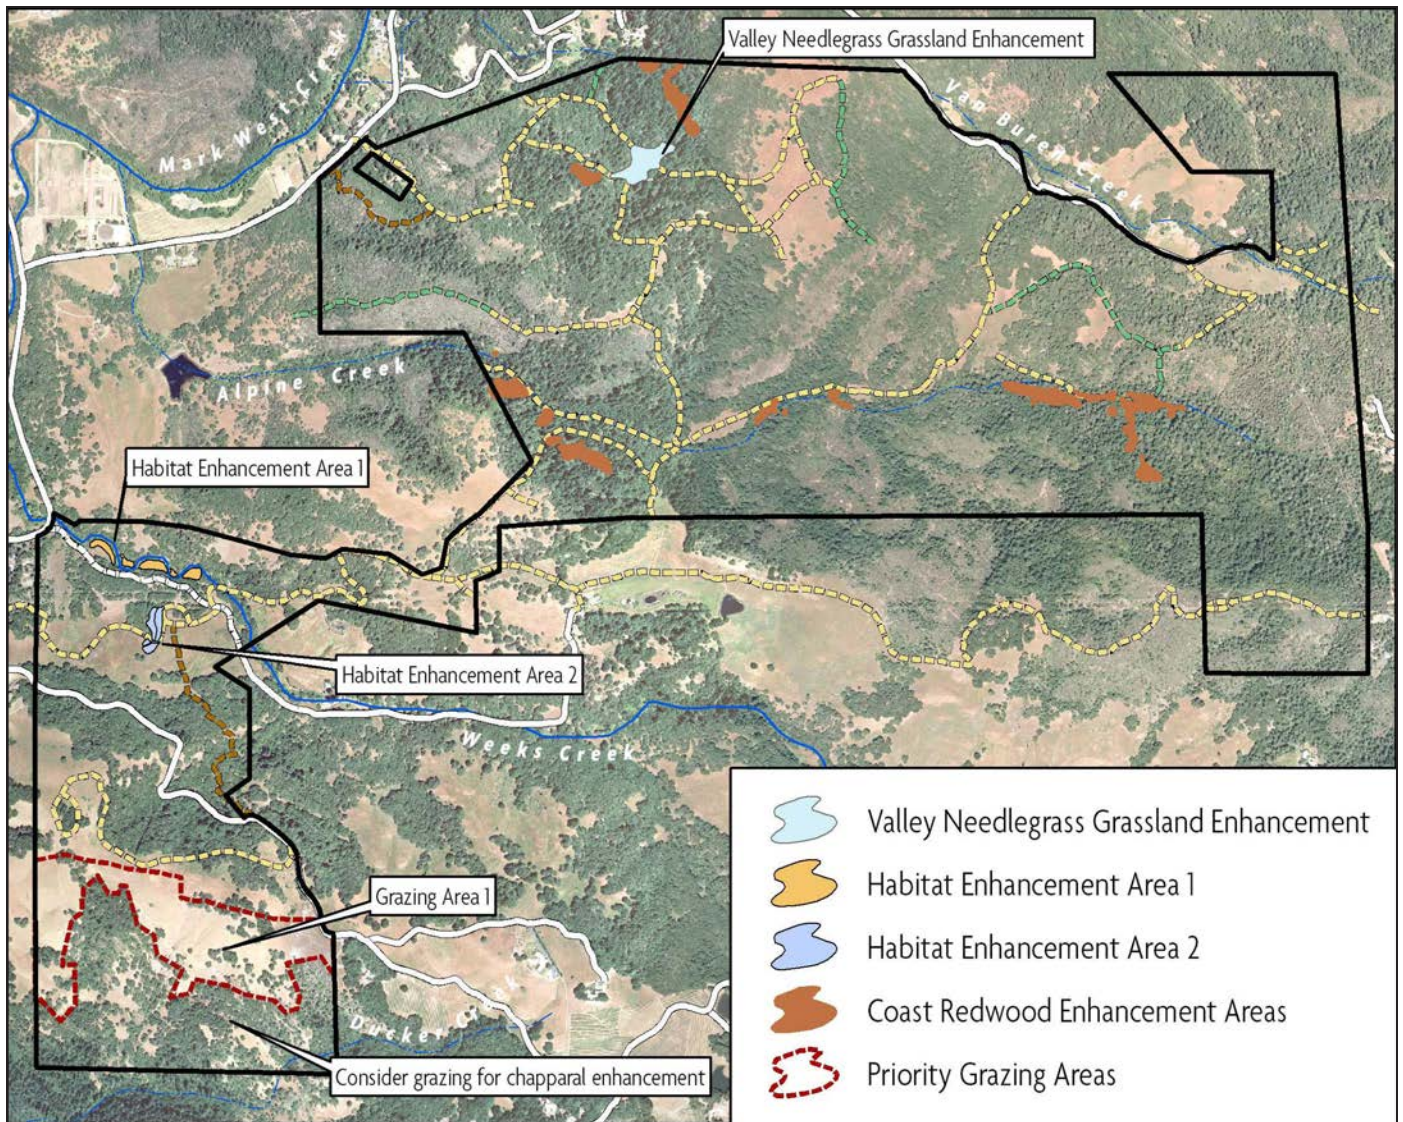 Valley Needlegrass Grassland Enhancement
Mark West Creek
Van Buren Creek
Alpine Creek
Habitat Enhancement Area 1
Habitat Enhancement Area 2
Weeks Creek
Grazing Area 1
Ducker Creek
Consider grazing for chapparal enhancement
Valley Needlegrass Grassland Enhancement
Habitat Enhancement Area 1
Habitat Enhancement Area 2
Coast Redwood Enhancement Areas
Priority Grazing Areas